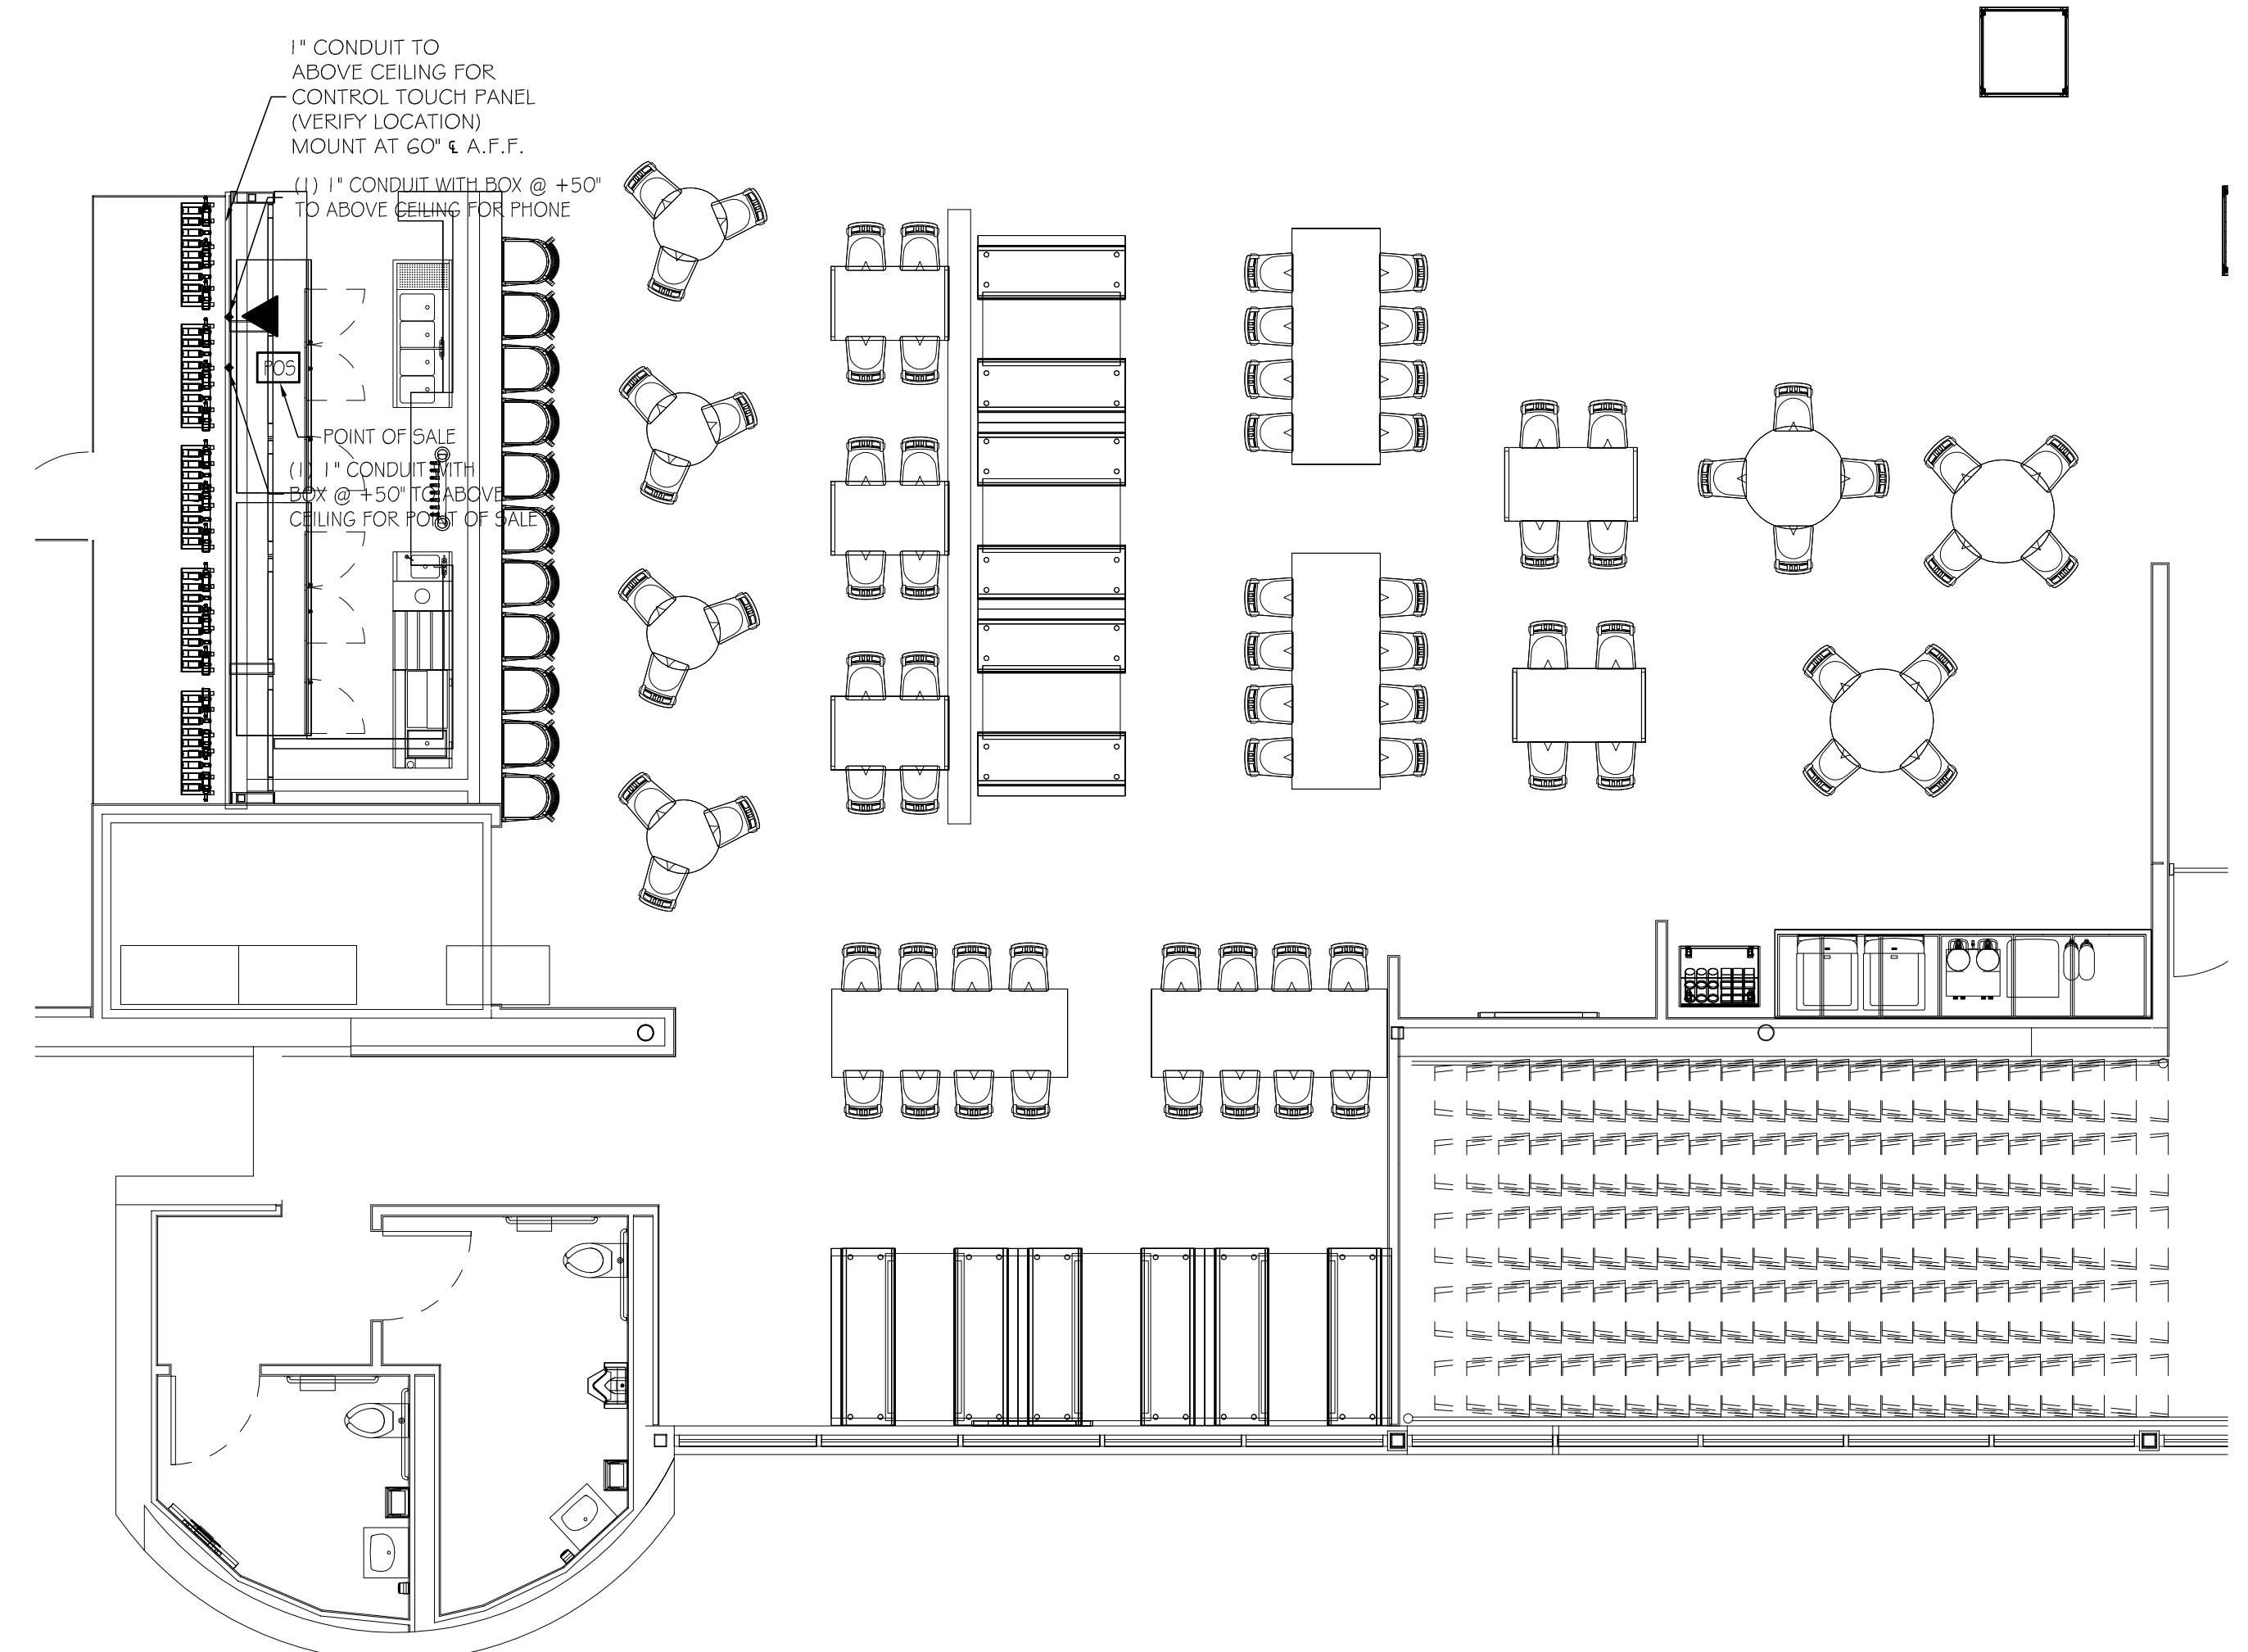 1" CONDUIT TO
ABOVE CEILING FOR
CONTROL TOUCH PANEL
(VERIFY LOCATION)
MOUNT AT 60" ℄ A.F.F.
(1) 1" CONDUIT WITH BOX @ +50"
TO ABOVE CEILING FOR PHONE
POS
POINT OF SALE
(1) 1" CONDUIT WITH
BOX @ +50" TO ABOVE
CEILING FOR POINT OF SALE